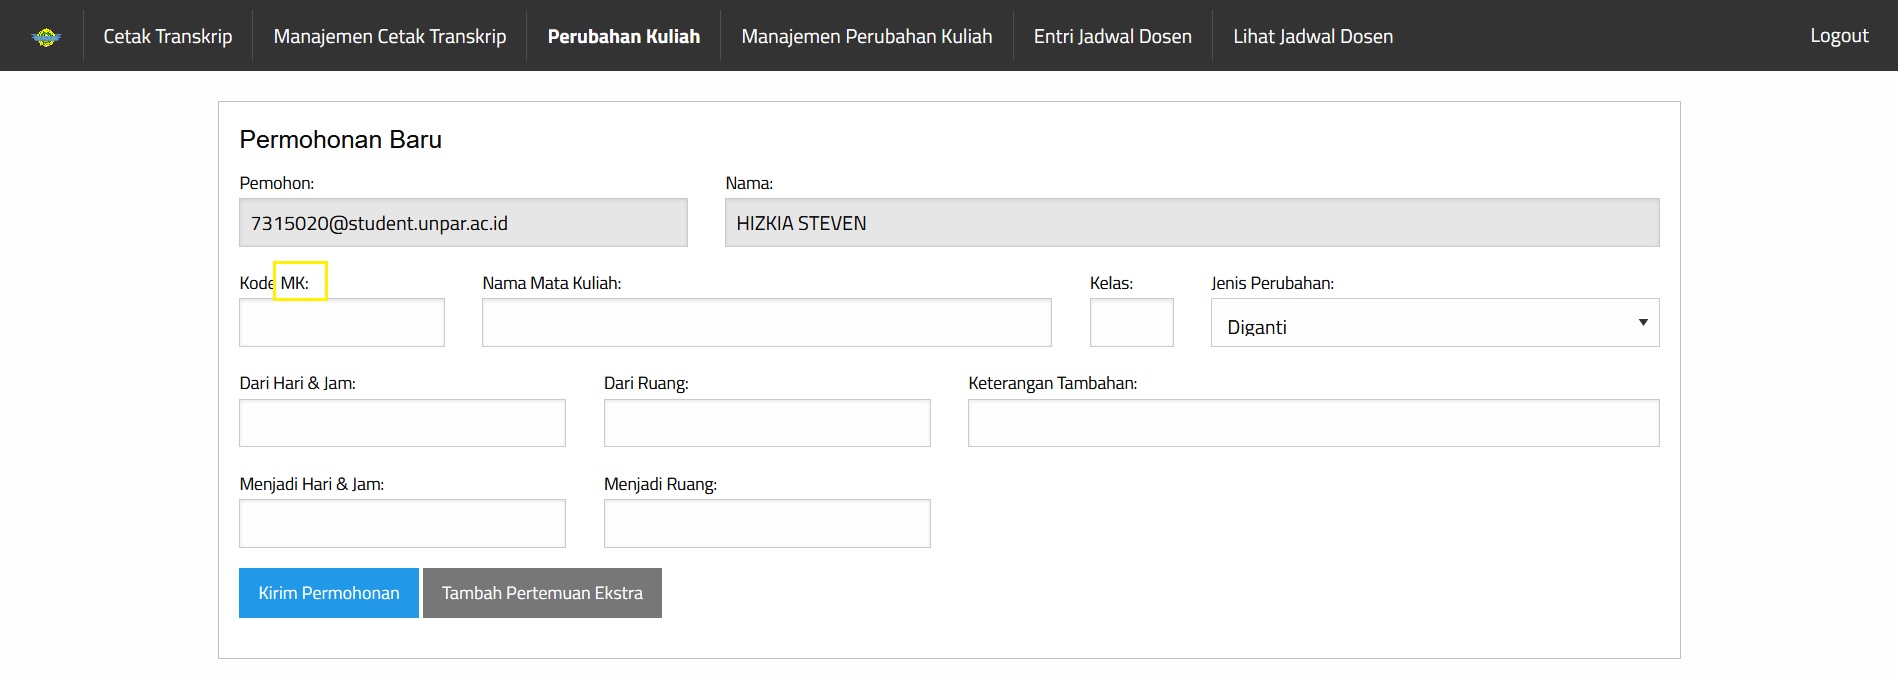 Cetak Transkrip Manajemen Cetak Transkrip Perubahan Kuliah Manajemen Perubahan Kuliah Entri Jadwal Dosen Lihat Jadwal Dosen Logout
Permohonan Baru
Pemohon: Nama:
7315020@student.unpar.ac.id HIZKIA STEVEN
Kode MK: Nama Mata Kuliah: Kelas: Jenis Perubahan:
Diganti
Dari Hari & Jam: Dari Ruang: Keterangan Tambahan:
Menjadi Hari & Jam: Menjadi Ruang:
Kirim Permohonan Tambah Pertemuan Ekstra